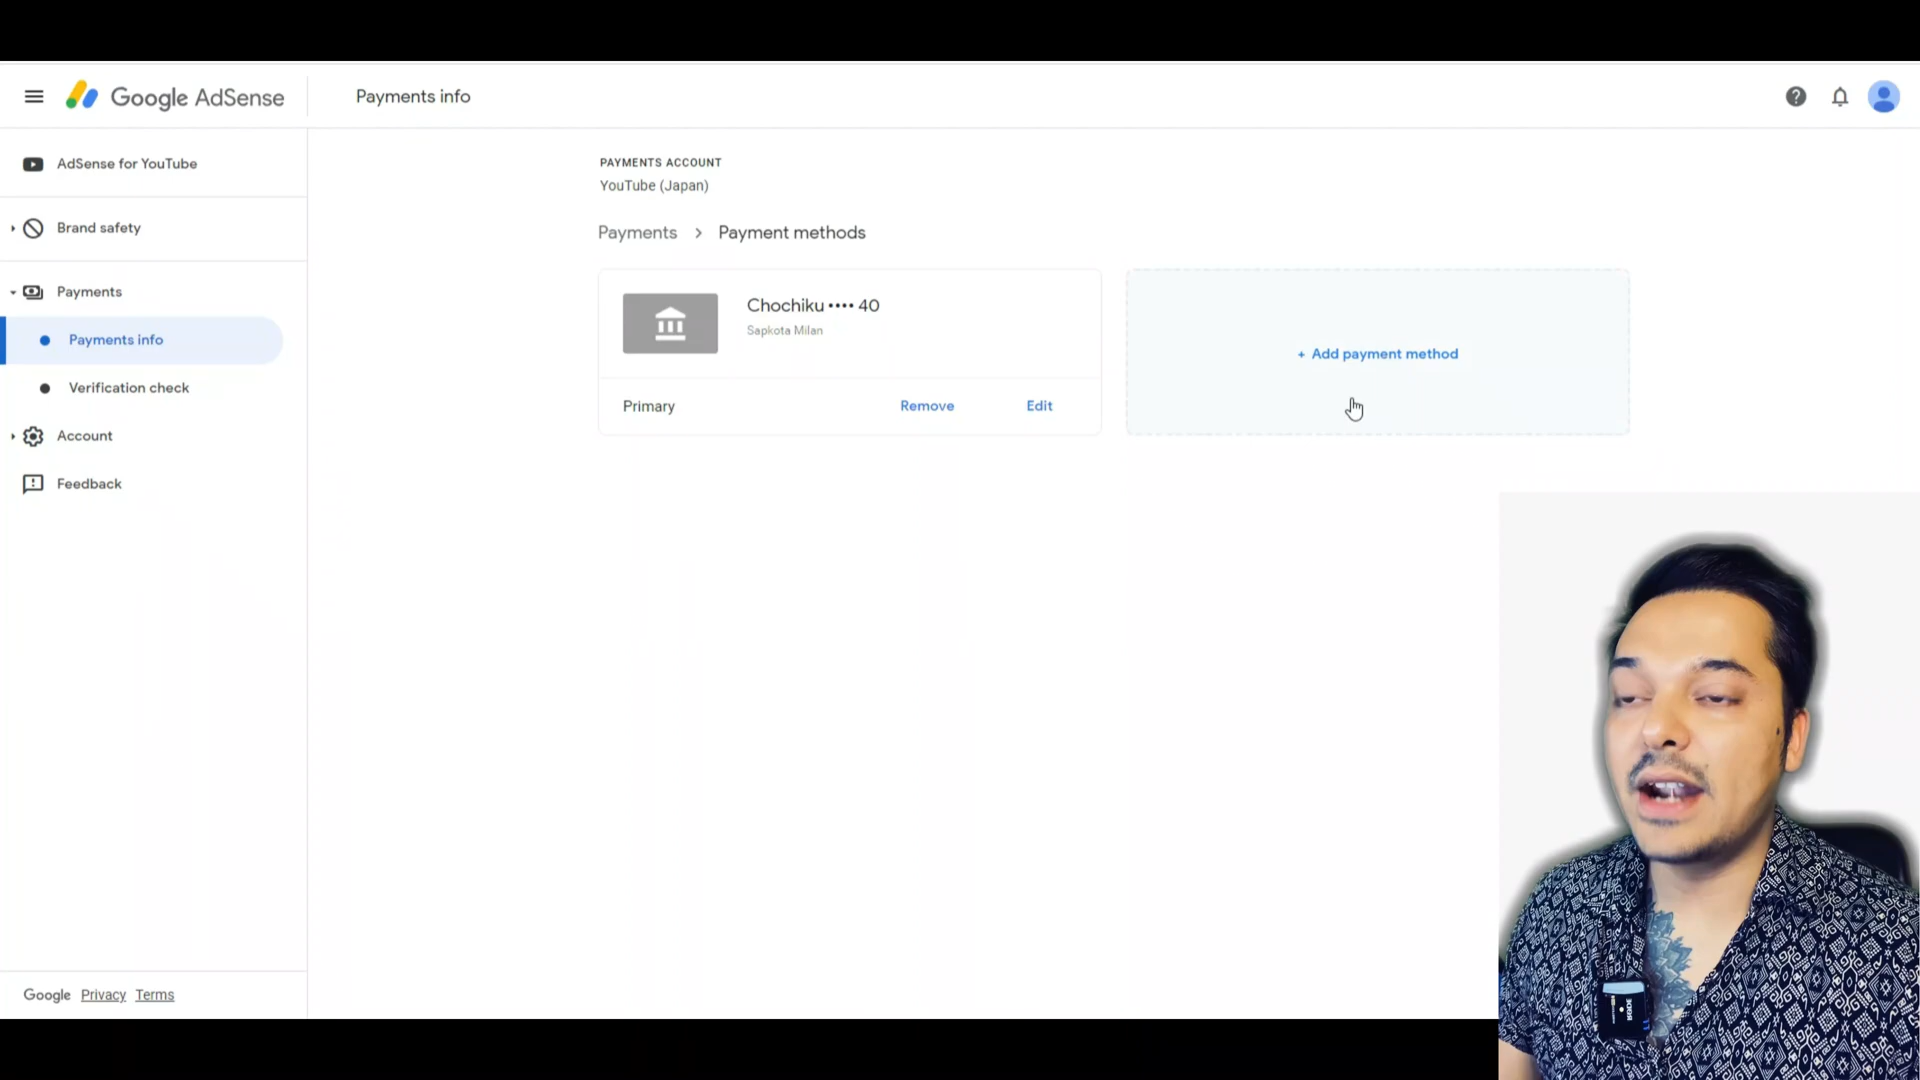 Google AdSense
Payments info
AdSense for YouTube
Brand safety
Payments
Payments info
Verification check
Account
Feedback
PAYMENTS ACCOUNT
YouTube (Japan)
Payments > Payment methods
Chochiku •••• 40
Sapkota Milan
Primary
Remove
Edit
+ Add payment method
Google Privacy Terms
RODE